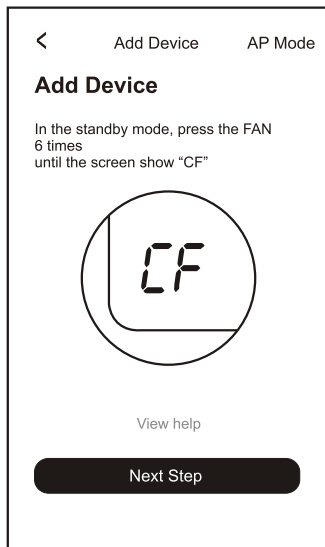 Add Device
AP Mode
Add Device
In the standby mode, press the FAN
6 times
until the screen show “CF”
CF
View help
Next Step